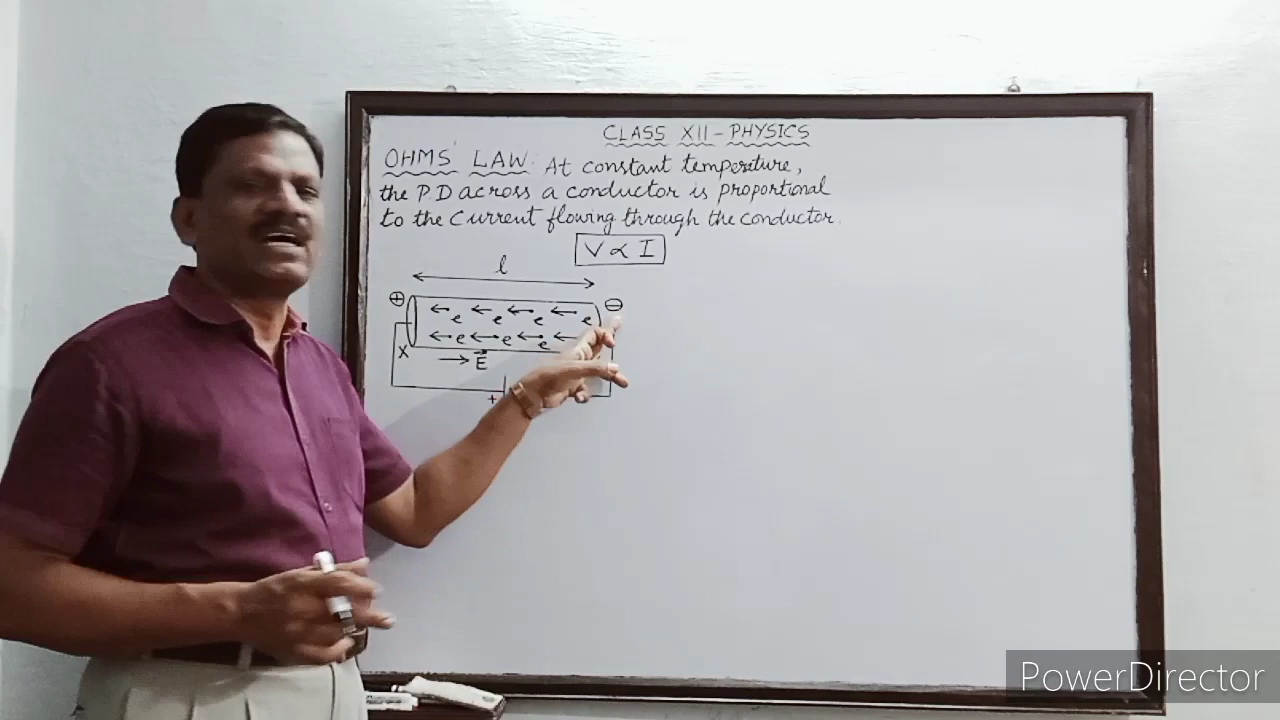 CLASS XII - PHYSICS
OHMS' LAW: At constant temperature,
the P.D across a conductor is proportional
to the current flowing through the conductor.
V ∝ I
l
⊕ ⊖
← e ← e ← e ← e
← e ← e ← e ←
X → E⃗
+
PowerDirector